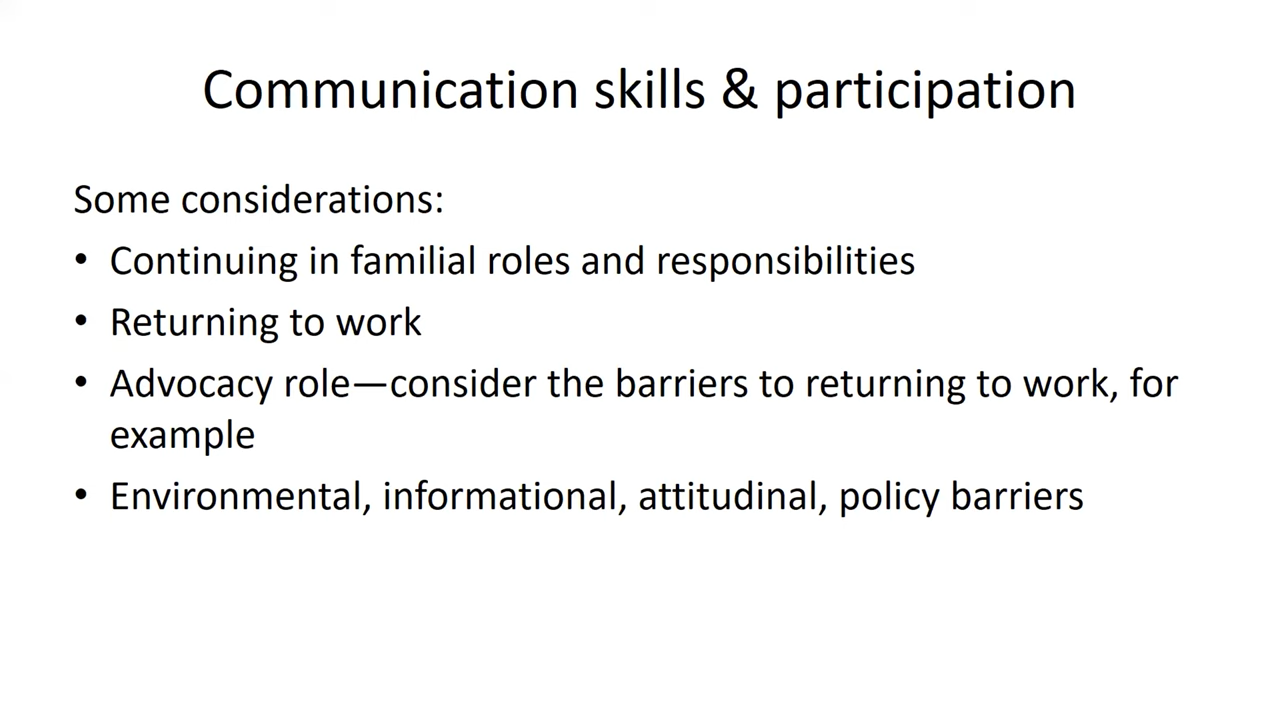 Communication skills & participation
Some considerations:
• Continuing in familial roles and responsibilities
• Returning to work
• Advocacy role—consider the barriers to returning to work, for
example
• Environmental, informational, attitudinal, policy barriers